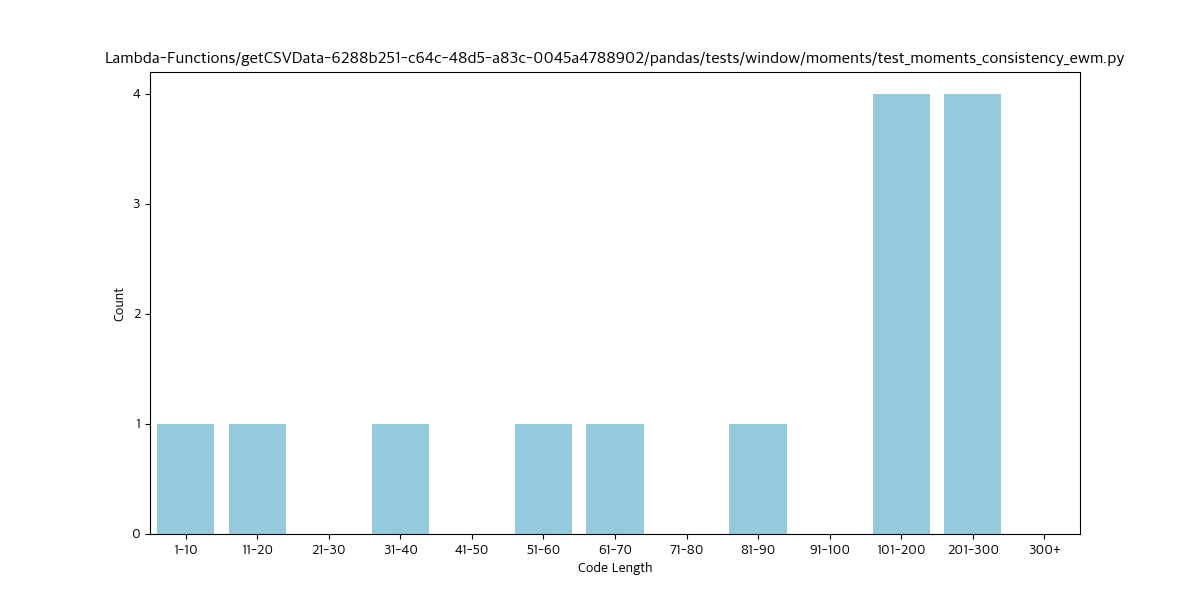 Lambda-Functions/getCSVData-6288b251-c64c-48d5-a83c-0045a4788902/pandas/tests/window/moments/test_moments_consistency_ewm.py
4
3
2
1
0
Count
1-10 11-20 21-30 31-40 41-50 51-60 61-70 71-80 81-90 91-100 101-200 201-300 300+
Code Length